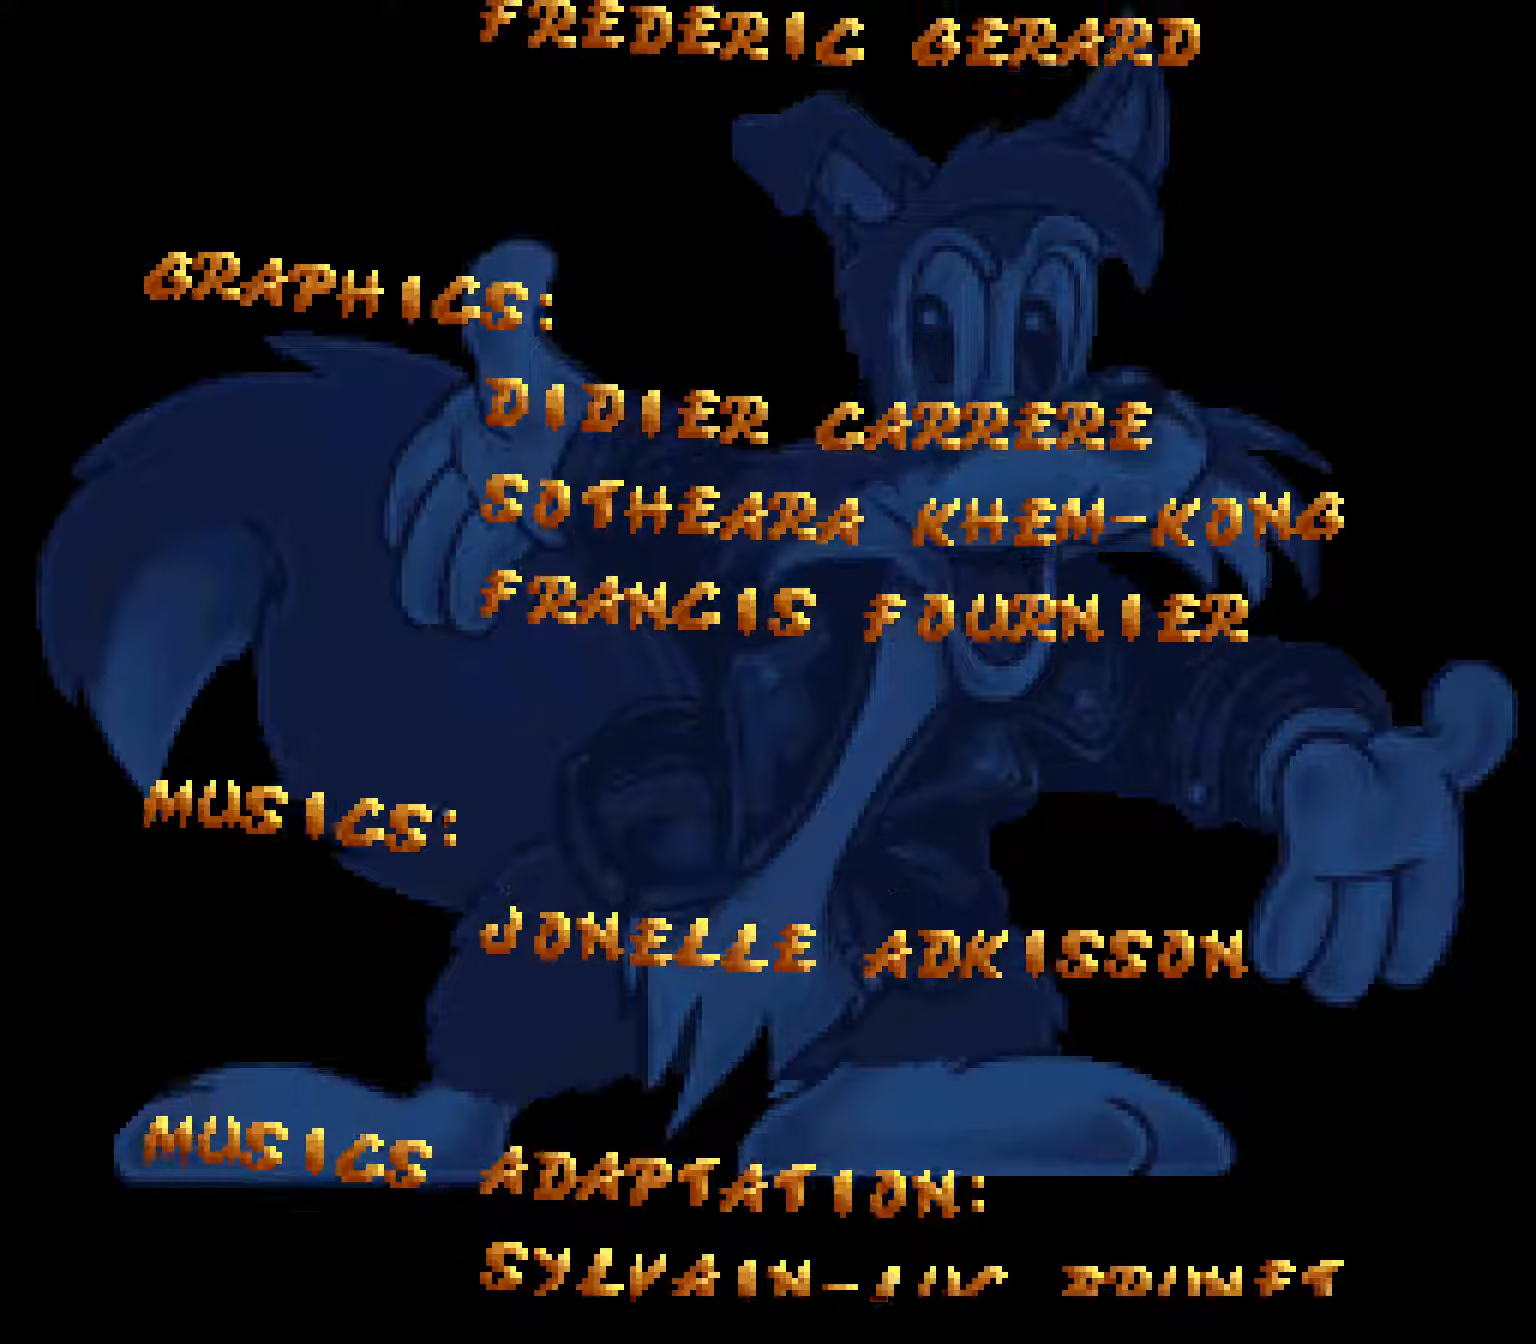 FREDERIC GERARD
GRAPHICS:
DIDIER CARRERE
SOTHEARA KHEM-KONG
FRANCIS FOURNIER
MUSICS:
JONELLE ADKISSON
MUSICS ADAPTATION: